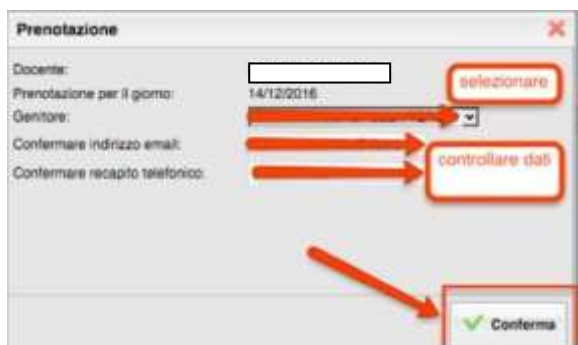 Prenotazione
Docente:
selezionare
Prenotazione per il giorno: 14/12/2016
Genitore:
Confermare indirizzo email:
controllare dati
Confermare recapito telefonico:
Conferma